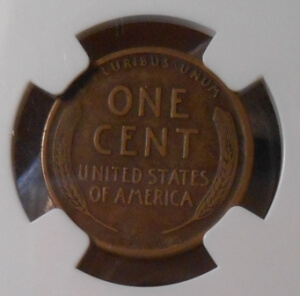 PLURIBUS·UNUM
ONE
CENT
UNITED STATES
OF AMERICA